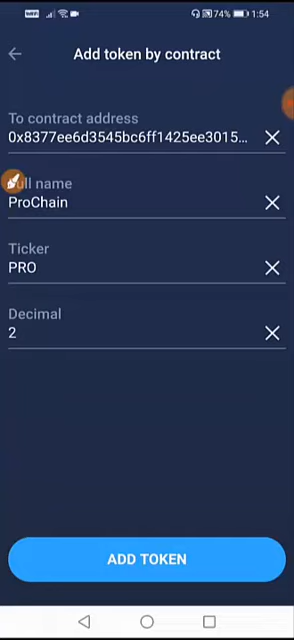 74% 1:54
Add token by contract
To contract address
0x8377ee6d3545bc6ff1425ee3015...
ull name
ProChain
Ticker
PRO
Decimal
2
ADD TOKEN